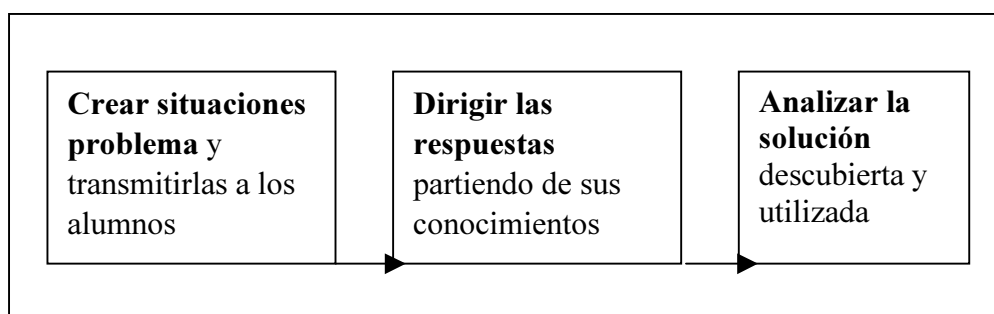 Crear situaciones
problema y
transmitirlas a los
alumnos
Dirigir las
respuestas
partiendo de sus
conocimientos
Analizar la
solución
descubierta y
utilizada